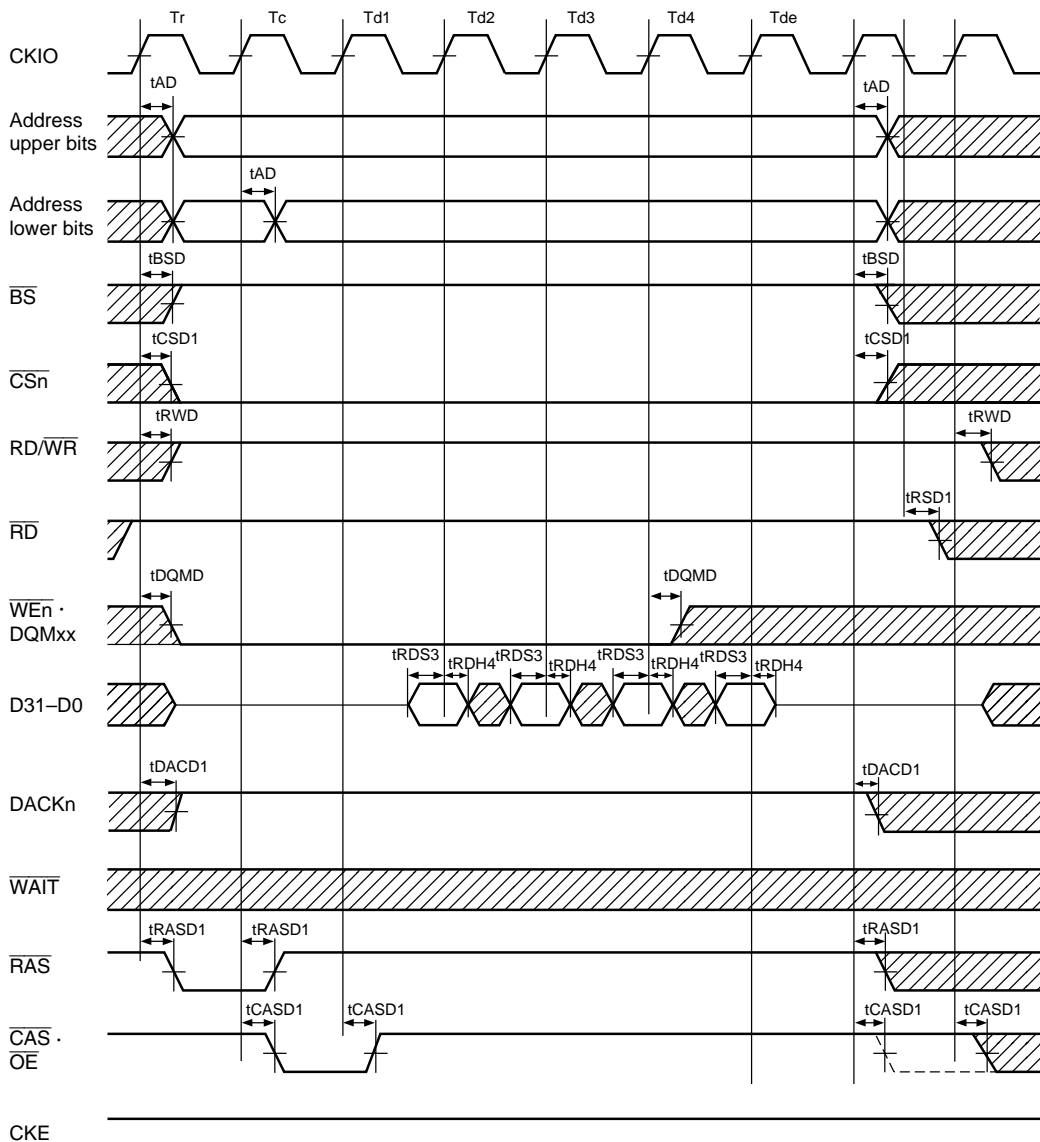 Tr Tc Td1 Td2 Td3 Td4 Tde
CKIO
tAD tAD
Address
upper bits
tAD
Address
lower bits
tBSD tBSD
BS
tCSD1 tCSD1
CSn
tRWD tRWD
RD/WR
tRSD1
RD
tDQMD tDQMD
WEn ·
DQMxx
tRDS3 tRDH4 tRDS3 tRDH4 tRDS3 tRDH4 tRDS3 tRDH4
D31–D0
tDACD1 tDACD1
DACKn
WAIT
tRASD1 tRASD1 tRASD1
RAS
tCASD1 tCASD1 tCASD1 tCASD1
CAS ·
OE
CKE